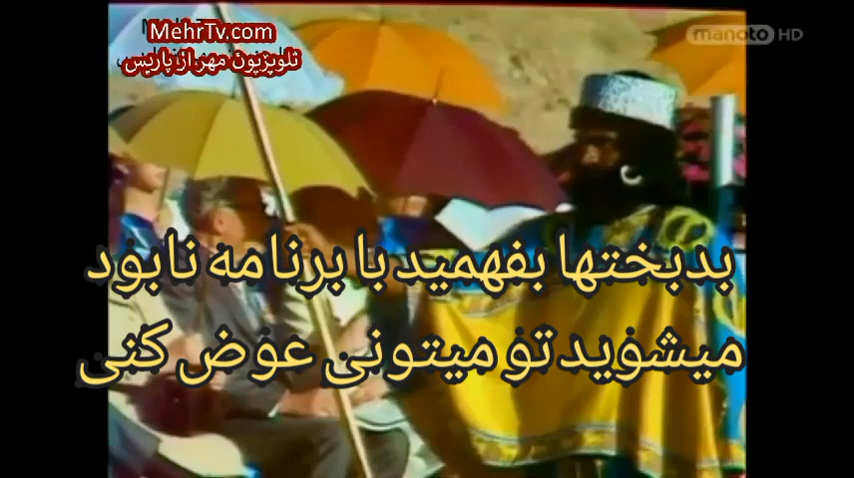 MehrTv.com
تلویزیون مهر از پاریس
manoto HD
بدبختها بفهمید با برنامه نابود
میشوید تو میتونی عوض کنی